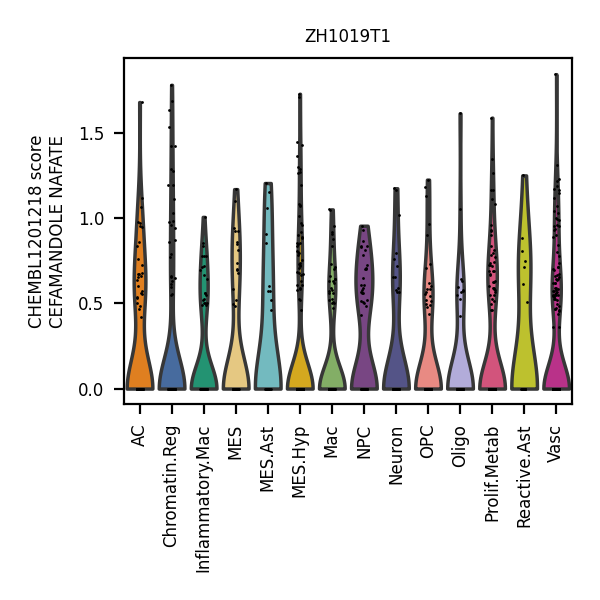 ZH1019T1
CHEMBL1201218 score
CEFAMANDOLE NAFATE
1.5
1.0
0.5
0.0
AC
Chromatin.Reg
Inflammatory.Mac
MES
MES.Ast
MES.Hyp
Mac
NPC
Neuron
OPC
Oligo
Prolif.Metab
Reactive.Ast
Vasc